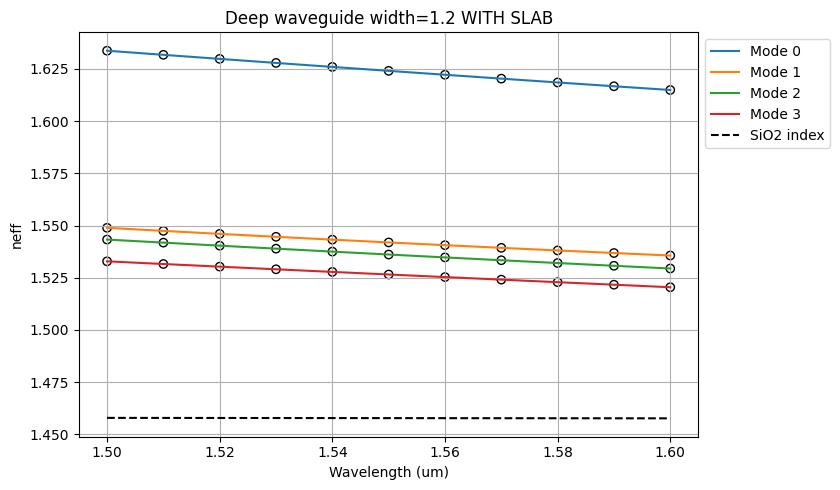 Deep waveguide width=1.2 WITH SLAB
neff
1.625
1.600
1.575
1.550
1.525
1.500
1.475
1.450
1.50
1.52
1.54
1.56
1.58
1.60
Wavelength (um)
Mode 0
Mode 1
Mode 2
Mode 3
SiO2 index